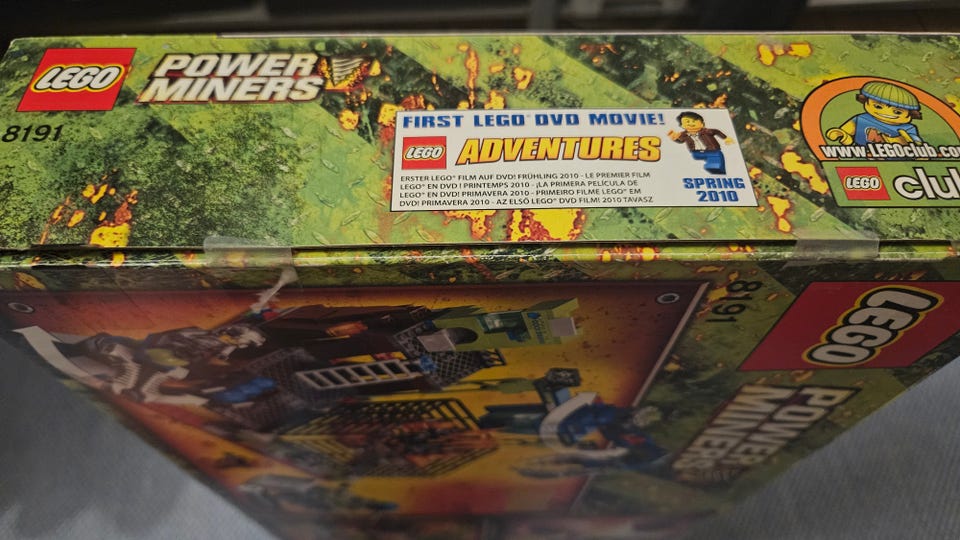 LEGO
POWER
MINERS
8191
FIRST LEGO® DVD MOVIE!
LEGO ADVENTURES
ERSTER LEGO® FILM AUF DVD! FRÜHLING 2010 - LE PREMIER FILM
LEGO® EN DVD ! PRINTEMPS 2010 - ¡LA PRIMERA PELÍCULA DE
LEGO® EN DVD! PRIMAVERA 2010 - PRIMEIRO FILME LEGO® EM
DVD! PRIMAVERA 2010 - AZ ELSŐ LEGO® DVD FILM! 2010 TAVASZ
SPRING
2010
www.LEGOclub.co
LEGO club
8191
LEGO
POWER
MINERS